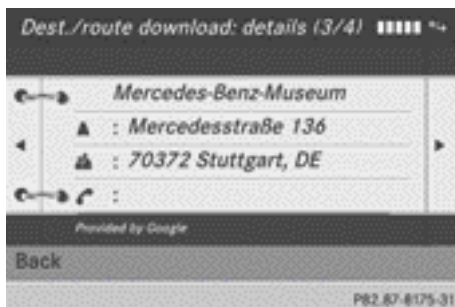 Dest./route download: details (3/4)
Mercedes-Benz-Museum
: Mercedesstraße 136
: 70372 Stuttgart, DE
:
Provided by Google
Back
P82.87-8175-31